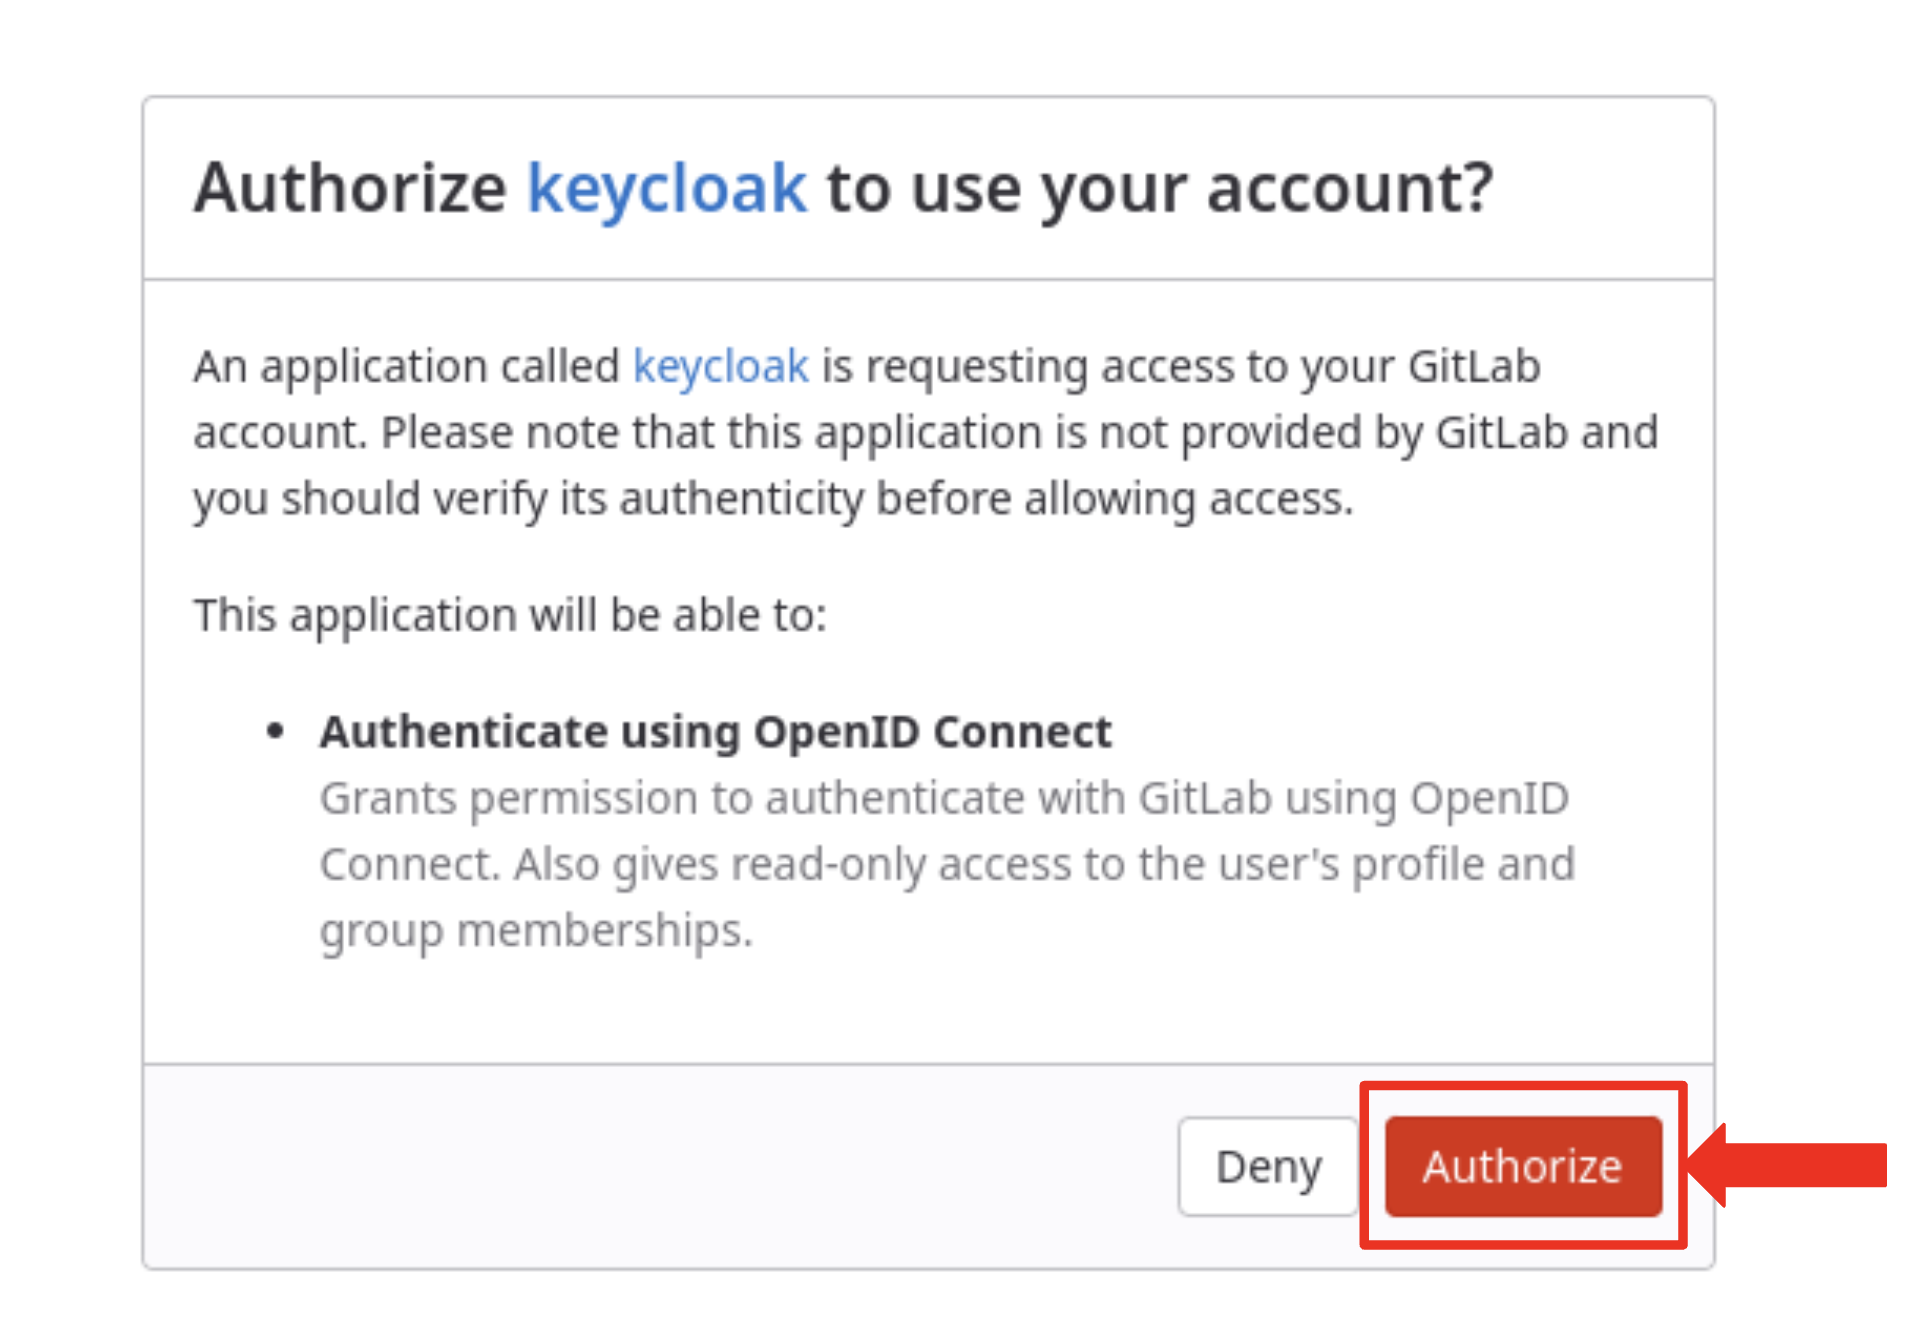 Authorize keycloak to use your account?
An application called keycloak is requesting access to your GitLab
account. Please note that this application is not provided by GitLab and
you should verify its authenticity before allowing access.
This application will be able to:
• Authenticate using OpenID Connect
Grants permission to authenticate with GitLab using OpenID
Connect. Also gives read-only access to the user's profile and
group memberships.
Deny Authorize